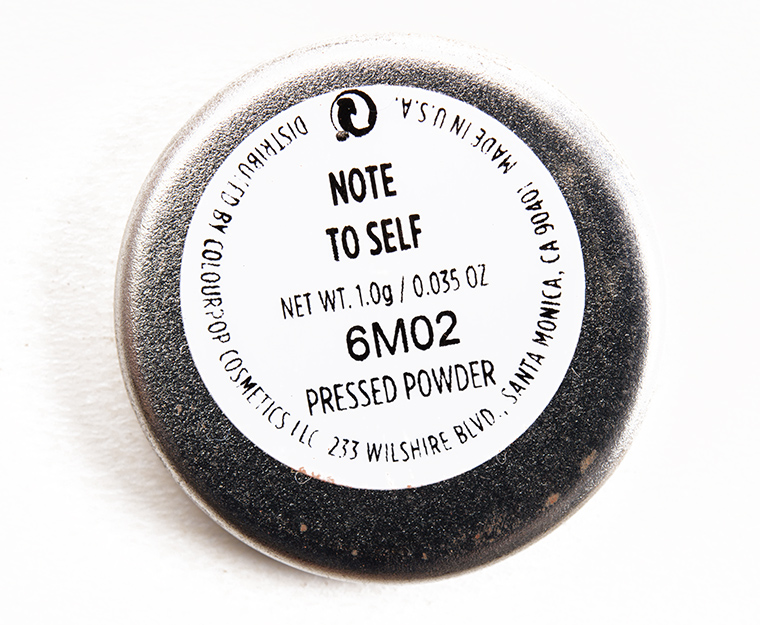 NOTE
TO SELF
NET WT. 1.0g / 0.035 OZ
6M02
PRESSED POWDER
DISTRIBUTED BY COLOURPOP COSMETICS LLC 233 WILSHIRE BLVD., SANTA MONICA, CA 90401 MADE IN U.S.A.